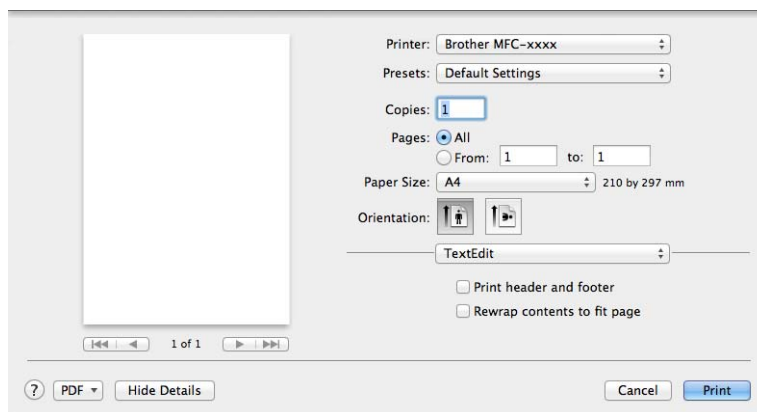 Printer: Brother MFC-xxxx
Presets: Default Settings
Copies: 1
Pages: All
From: 1 to: 1
Paper Size: A4 210 by 297 mm
Orientation:
TextEdit
Print header and footer
Rewrap contents to fit page
1 of 1
? PDF Hide Details Cancel Print